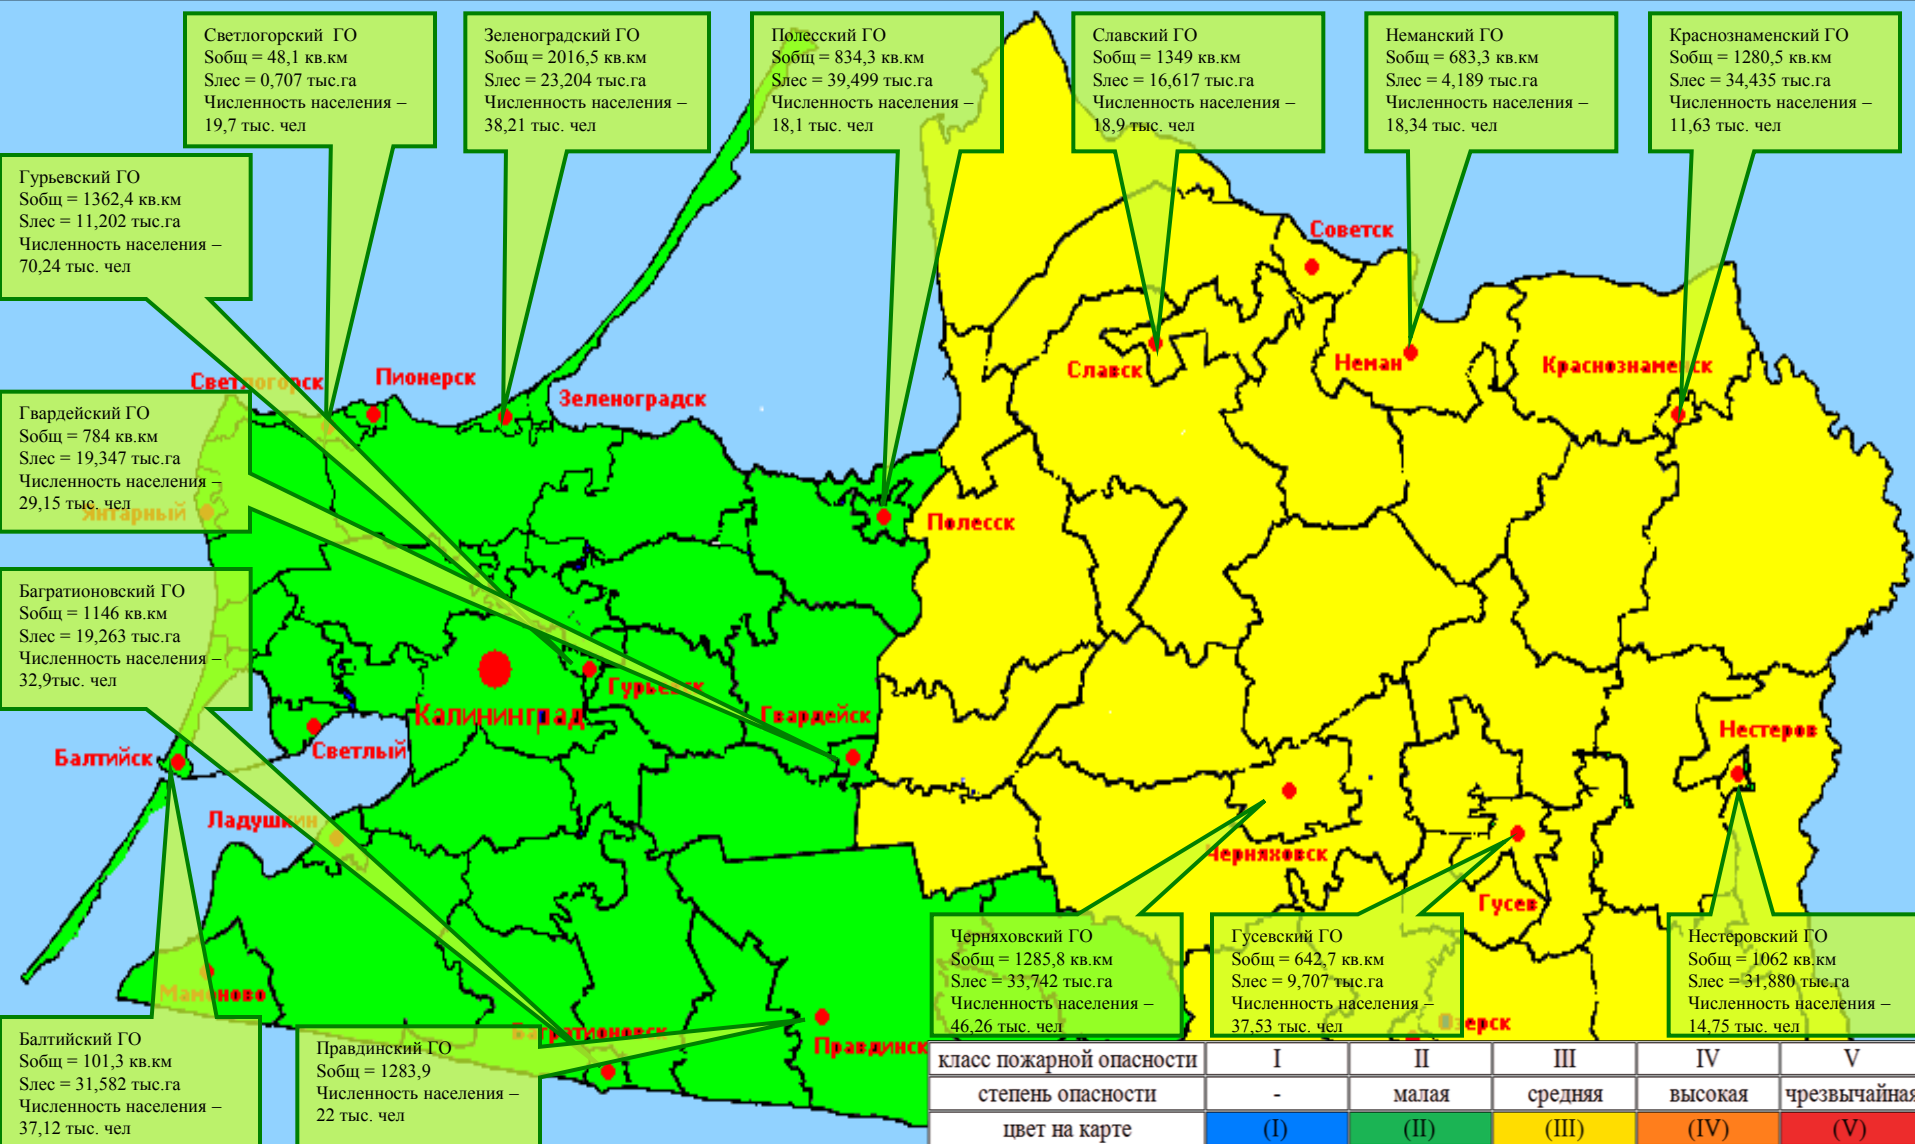 Светлогорский ГО
Sобщ = 48,1 кв.км
Sлес = 0,707 тыс.га
Численность населения –
19,7 тыс. чел
Зеленоградский ГО
Sобщ = 2016,5 кв.км
Sлес = 23,204 тыс.га
Численность населения –
38,21 тыс. чел
Полесский ГО
Sобщ = 834,3 кв.км
Sлес = 39,499 тыс.га
Численность населения –
18,1 тыс. чел
Славский ГО
Sобщ = 1349 кв.км
Sлес = 16,617 тыс.га
Численность населения –
18,9 тыс. чел
Неманский ГО
Sобщ = 683,3 кв.км
Sлес = 4,189 тыс.га
Численность населения –
18,34 тыс. чел
Краснознаменский ГО
Sобщ = 1280,5 кв.км
Sлес = 34,435 тыс.га
Численность населения –
11,63 тыс. чел
Гурьевский ГО
Sобщ = 1362,4 кв.км
Sлес = 11,202 тыс.га
Численность населения –
70,24 тыс. чел
Советск
Славск
Неман
Краснознаменск
Светлогорск
Пионерск
Зеленоградск
Гвардейский ГО
Sобщ = 784 кв.км
Sлес = 19,347 тыс.га
Численность населения –
29,15 тыс. чел
Янтарный
Полесск
Багратионовский ГО
Sобщ = 1146 кв.км
Sлес = 19,263 тыс.га
Численность населения –
32,9тыс. чел
Гурьевск
Калининград
Гвардейск
Светлый
Балтийск
Нестеров
Ладушкин
Черняховск
Гусев
Мамоново
Багратионовск
Правдинск
Озерск
Черняховский ГО
Sобщ = 1285,8 кв.км
Sлес = 33,742 тыс.га
Численность населения –
46,26 тыс. чел
Гусевский ГО
Sобщ = 642,7 кв.км
Sлес = 9,707 тыс.га
Численность населения –
37,53 тыс. чел
Нестеровский ГО
Sобщ = 1062 кв.км
Sлес = 31,880 тыс.га
Численность населения –
14,75 тыс. чел
Балтийский ГО
Sобщ = 101,3 кв.км
Sлес = 31,582 тыс.га
Численность населения –
37,12 тыс. чел
Правдинский ГО
Sобщ = 1283,9
Численность населения –
22 тыс. чел
класс пожарной опасности I II III IV V
степень опасности - малая средняя высокая чрезвычайная
цвет на карте (I) (II) (III) (IV) (V)